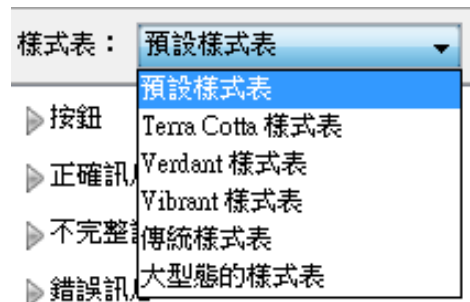 樣式表： 預設樣式表
預設樣式表
按鈕
Terra Cotta 樣式表
Verdant 樣式表
正確訊
Vibrant 樣式表
不完整
傳統樣式表
大型態的樣式表
錯誤訊